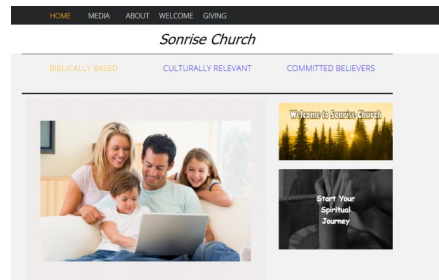 HOME MEDIA ABOUT WELCOME GIVING
Sonrise Church
BIBLICALLY BASED CULTURALLY RELEVANT COMMITTED BELIEVERS
Welcome to Sonrise Church
Start Your
Spiritual
Journey